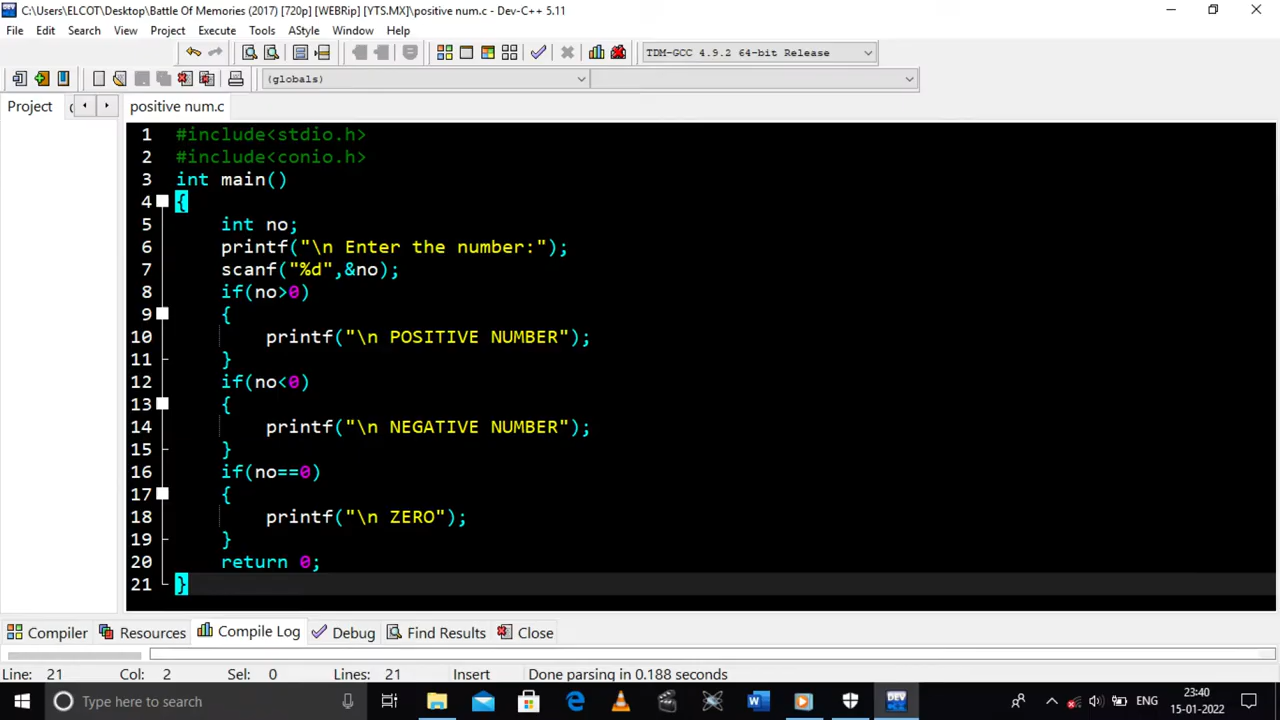 C:\Users\ELCOT\Desktop\Battle Of Memories (2017) [720p] [WEBRip] [YTS.MX]\positive num.c - Dev-C++ 5.11
File Edit Search View Project Execute Tools AStyle Window Help
TDM-GCC 4.9.2 64-bit Release
(globals)
Project positive num.c
1 #include<stdio.h>
2 #include<conio.h>
3 int main()
4 {
5 int no;
6 printf("\n Enter the number:");
7 scanf("%d",&no);
8 if(no>0)
9 {
10 printf("\n POSITIVE NUMBER");
11 }
12 if(no<0)
13 {
14 printf("\n NEGATIVE NUMBER");
15 }
16 if(no==0)
17 {
18 printf("\n ZERO");
19 }
20 return 0;
21 }
Compiler Resources Compile Log Debug Find Results Close
Line: 21 Col: 2 Sel: 0 Lines: 21 Insert Done parsing in 0.188 seconds
Type here to search DEV ENG 23:40
15-01-2022